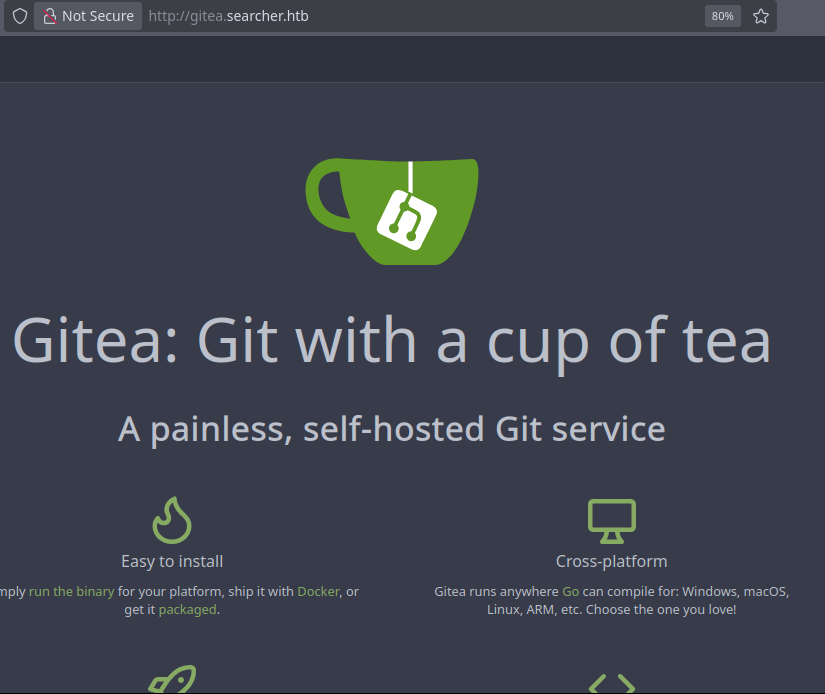 Not Secure http://gitea.searcher.htb 80%
Gitea: Git with a cup of tea
A painless, self-hosted Git service
Easy to install
mply run the binary for your platform, ship it with Docker, or
get it packaged.
Cross-platform
Gitea runs anywhere Go can compile for: Windows, macOS,
Linux, ARM, etc. Choose the one you love!